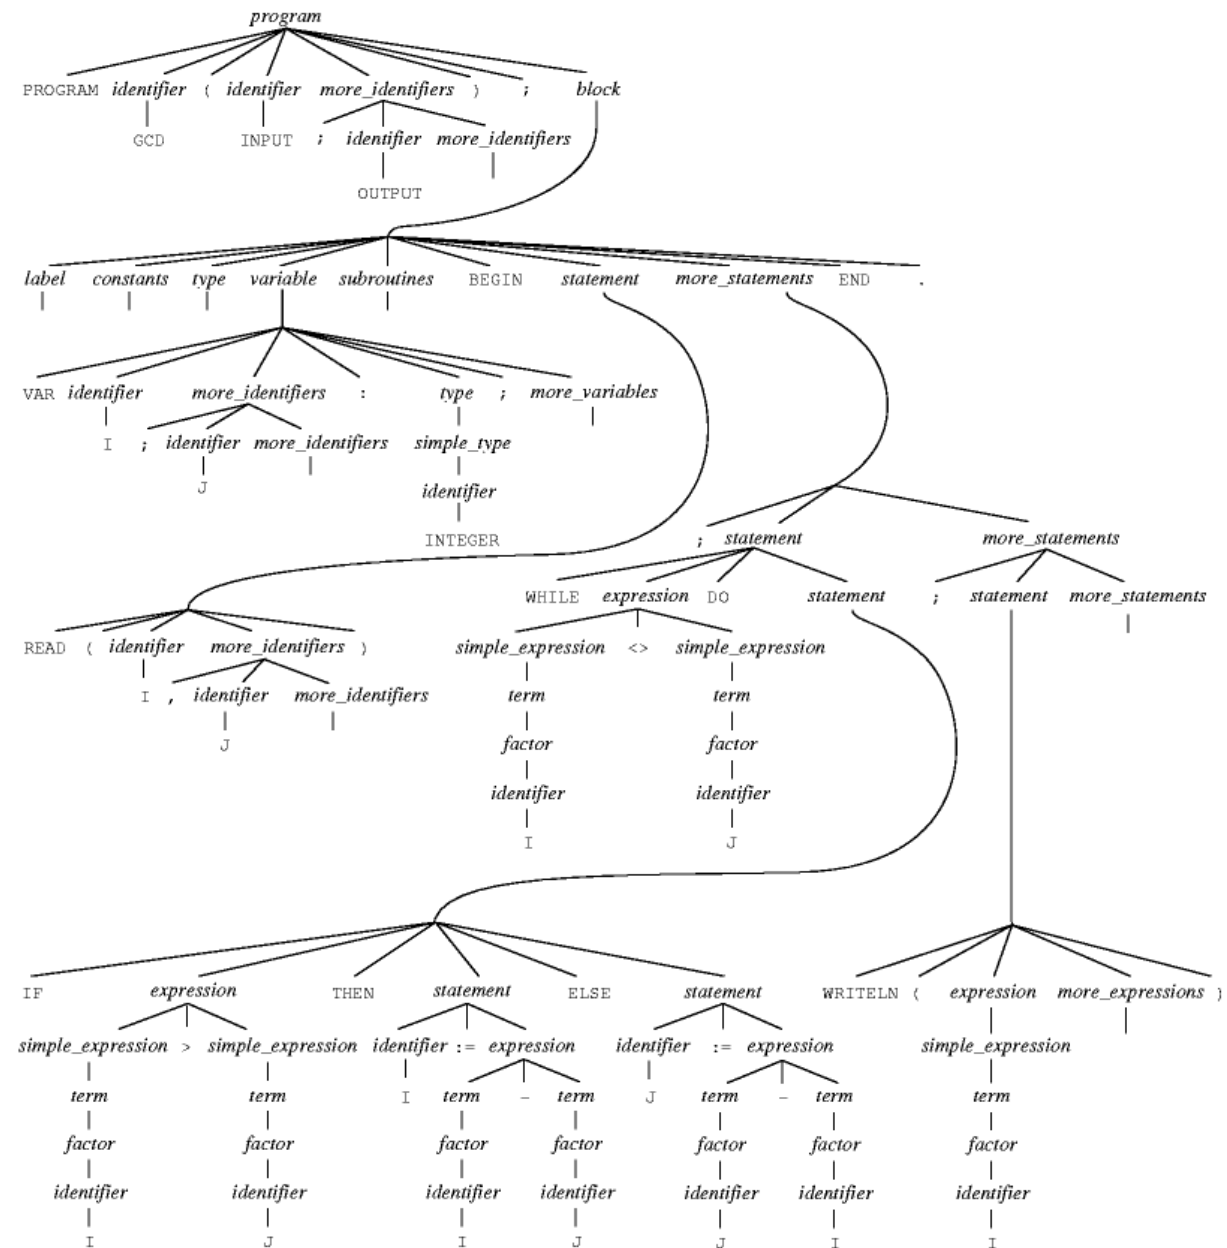 program
PROGRAM identifier ( identifier more_identifiers ) ; block
GCD INPUT ; identifier more_identifiers
OUTPUT
label constants type variable subroutines BEGIN statement more_statements END .
VAR identifier more_identifiers : type ; more_variables
I ; identifier more_identifiers simple_type
J identifier
INTEGER ; statement more_statements
WHILE expression DO statement ; statement more_statements
READ ( identifier more_identifiers ) simple_expression <> simple_expression
I , identifier more_identifiers term term
J factor factor
identifier identifier
I J
IF expression THEN statement ELSE statement WRITELN ( expression more_expressions )
simple_expression > simple_expression identifier := expression identifier := expression simple_expression
term term I term - term J term - term term
factor factor factor factor factor factor factor
identifier identifier identifier identifier identifier identifier identifier
I J I J J I I